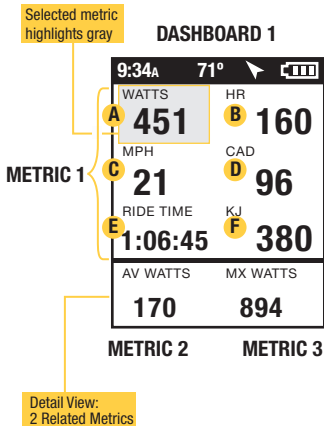 Selected metric
highlights gray
DASHBOARD 1
9:34A 71º
WATTS HR
A 451 B 160
MPH CAD
C 21 D 96
METRIC 1
RIDE TIME KJ
E 1:06:45 F 380
AV WATTS MX WATTS
170 894
METRIC 2 METRIC 3
Detail View:
2 Related Metrics